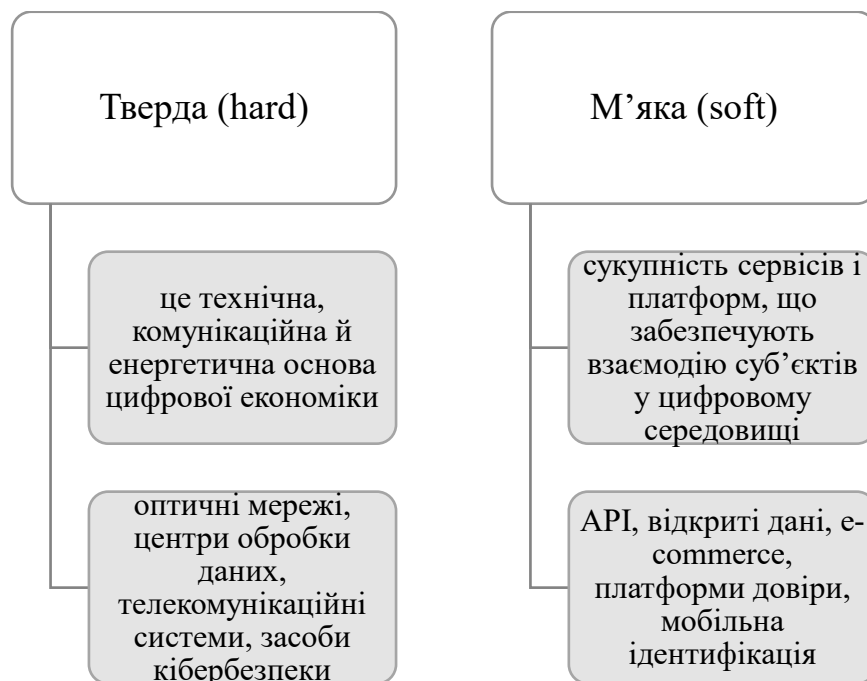 Тверда (hard)
це технічна,
комунікаційна й
енергетична основа
цифрової економіки
оптичні мережі,
центри обробки
даних,
телекомунікаційні
системи, засоби
кібербезпеки
М’яка (soft)
сукупність сервісів і
платформ, що
забезпечують
взаємодію суб’єктів
у цифровому
середовищі
API, відкриті дані, e-
commerce,
платформи довіри,
мобільна
ідентифікація